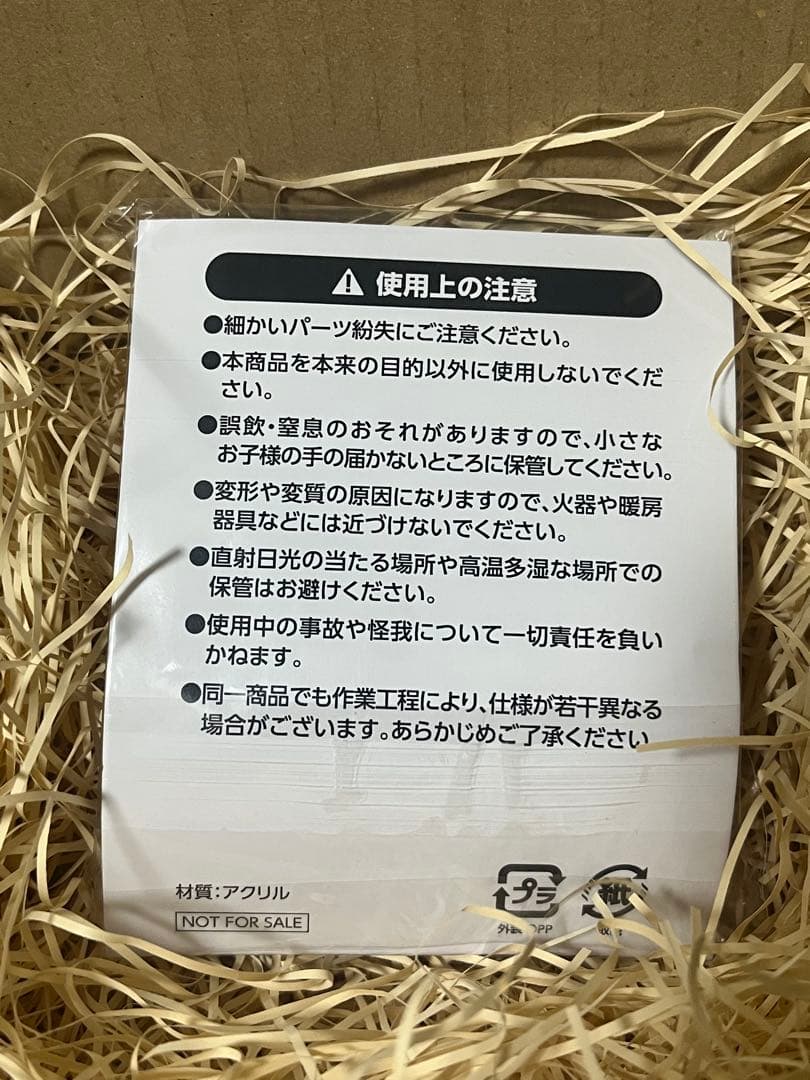 ⚠ 使用上の注意
●細かいパーツ紛失にご注意ください。
●本商品を本来の目的以外に使用しないでくだ
さい。
●誤飲・窒息のおそれがありますので、小さな
お子様の手の届かないところに保管してください。
●変形や変質の原因になりますので、火器や暖房
器具などには近づけないでください。
●直射日光の当たる場所や高温多湿な場所での
保管はお避けください。
●使用中の事故や怪我について一切責任を負い
かねます。
●同一商品でも作業工程により、仕様が若干異なる
場合がございます。あらかじめご了承ください
材質：アクリル
NOT FOR SALE
プラ
紙
外装:OPP